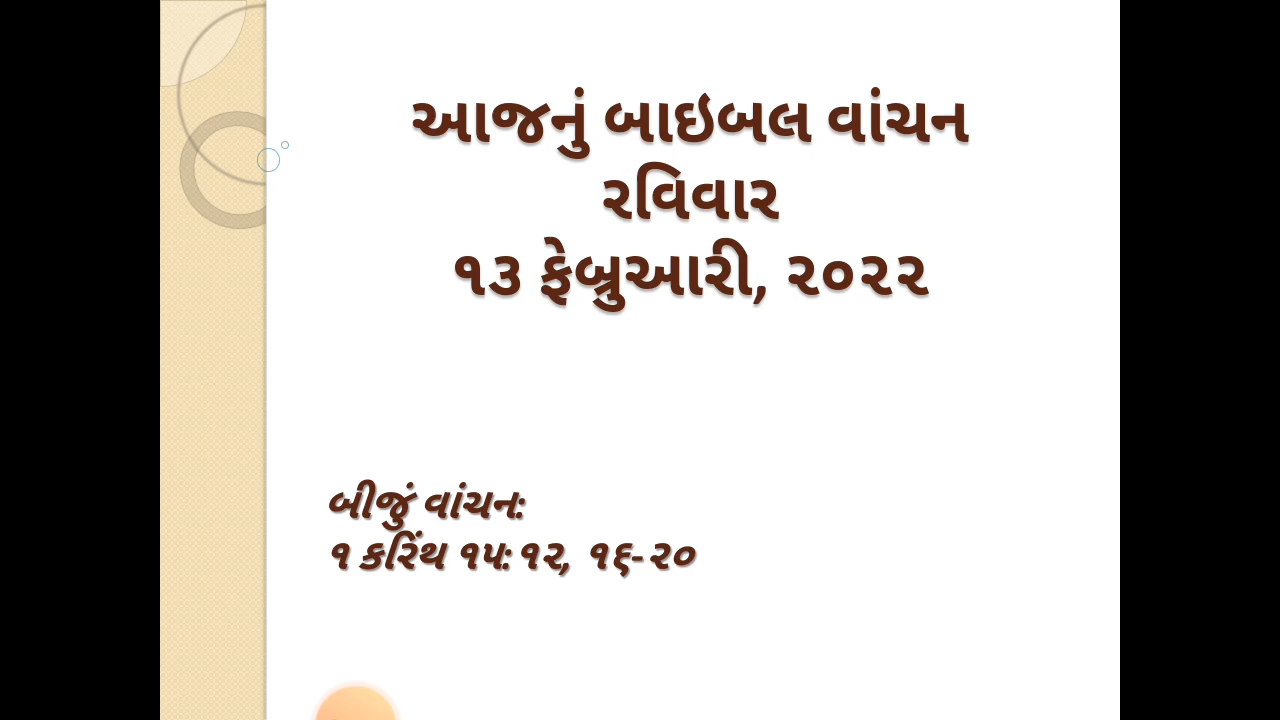 આજનું બાઇબલ વાંચન
રવિવાર
૧૩ ફેબ્રુઆરી, ૨૦૨૨
બીજું વાંચન:
૧ કરિંથ ૧૫:૧૨, ૧૬-૨૦